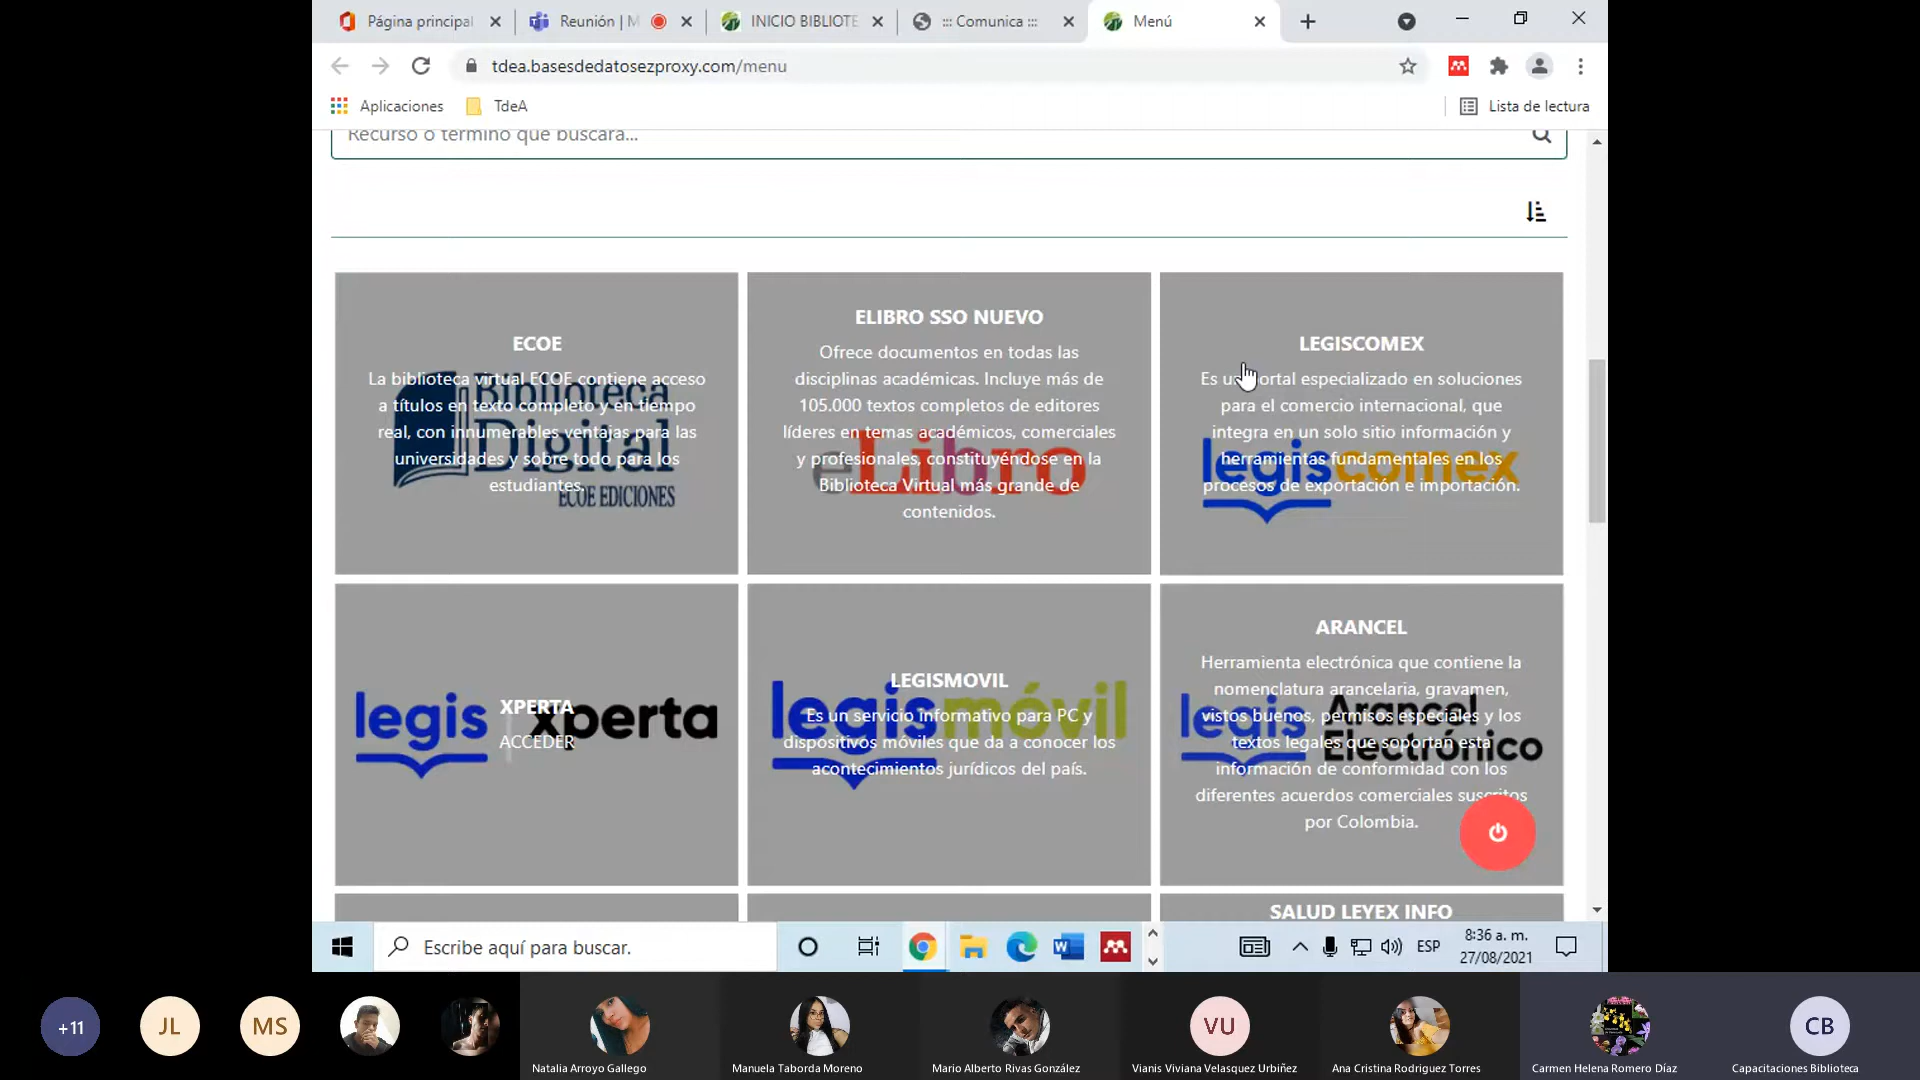 Página principal
Reunión | M
INICIO BIBLIOTE
::: Comunica :::
Menú
tdea.basesdedatosezproxy.com/menu
Aplicaciones
TdeA
Lista de lectura
Recurso o término que buscará...
ECOE
La biblioteca virtual ECOE contiene acceso
a títulos en texto completo y en tiempo
real, con innumerables ventajas para las
universidades y sobre todo para los
estudiantes.
Biblioteca
Digital
ECOE EDICIONES
ELIBRO SSO NUEVO
Ofrece documentos en todas las
disciplinas académicas. Incluye más de
105.000 textos completos de editores
líderes en temas académicos, comerciales
y profesionales, constituyéndose en la
Biblioteca Virtual más grande de
contenidos.
eLibro
LEGISCOMEX
Es un portal especializado en soluciones
para el comercio internacional, que
integra en un solo sitio información y
herramientas fundamentales en los
procesos de exportación e importación.
legiscomex
XPERTA
ACCEDER
legis xperta
LEGISMOVIL
Es un servicio informativo para PC y
dispositivos móviles que da a conocer los
acontecimientos jurídicos del país.
legismóvil
ARANCEL
Herramienta electrónica que contiene la
nomenclatura arancelaria, gravamen,
vistos buenos, permisos especiales y los
textos legales que soportan esta
información de conformidad con los
diferentes acuerdos comerciales suscritos
por Colombia.
legis Arancel
Electrónico
SALUD LEYEX INFO
Escribe aquí para buscar.
ESP
8:36 a. m.
27/08/2021
+11
JL
MS
VU
CB
Natalia Arroyo Gallego
Manuela Taborda Moreno
Mario Alberto Rivas González
Vianis Viviana Velasquez Urbiñez
Ana Cristina Rodriguez Torres
Carmen Helena Romero Díaz
Capacitaciones Biblioteca